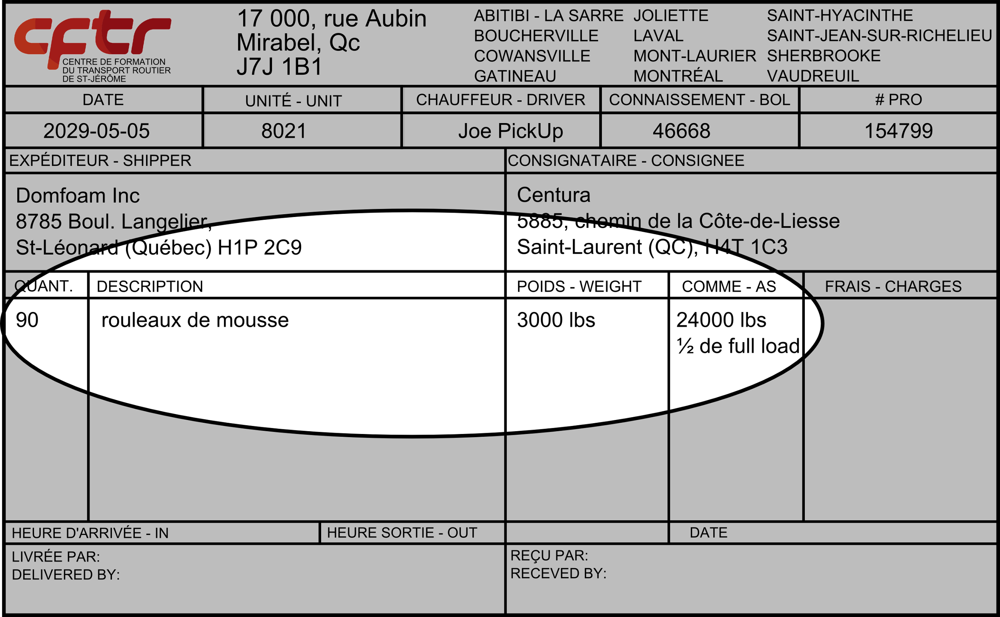 cftr
CENTRE DE FORMATION
DU TRANSPORT ROUTIER
DE ST-JÉRÔME
17 000, rue Aubin
Mirabel, Qc
J7J 1B1
ABITIBI - LA SARRE JOLIETTE SAINT-HYACINTHE
BOUCHERVILLE LAVAL SAINT-JEAN-SUR-RICHELIEU
COWANSVILLE MONT-LAURIER SHERBROOKE
GATINEAU MONTRÉAL VAUDREUIL
DATE UNITÉ - UNIT CHAUFFEUR - DRIVER CONNAISSEMENT - BOL # PRO
2029-05-05 8021 Joe PickUp 46668 154799
EXPÉDITEUR - SHIPPER CONSIGNATAIRE - CONSIGNEE
Domfoam Inc
8785 Boul. Langelier,
St-Léonard (Québec) H1P 2C9
Centura
5885, chemin de la Côte-de-Liesse
Saint-Laurent (QC), H4T 1C3
QUANT. DESCRIPTION POIDS - WEIGHT COMME - AS FRAIS - CHARGES
90 rouleaux de mousse 3000 lbs 24000 lbs
½ de full load
HEURE D'ARRIVÉE - IN HEURE SORTIE - OUT DATE
LIVRÉE PAR:
DELIVERED BY:
REÇU PAR:
RECEVED BY: